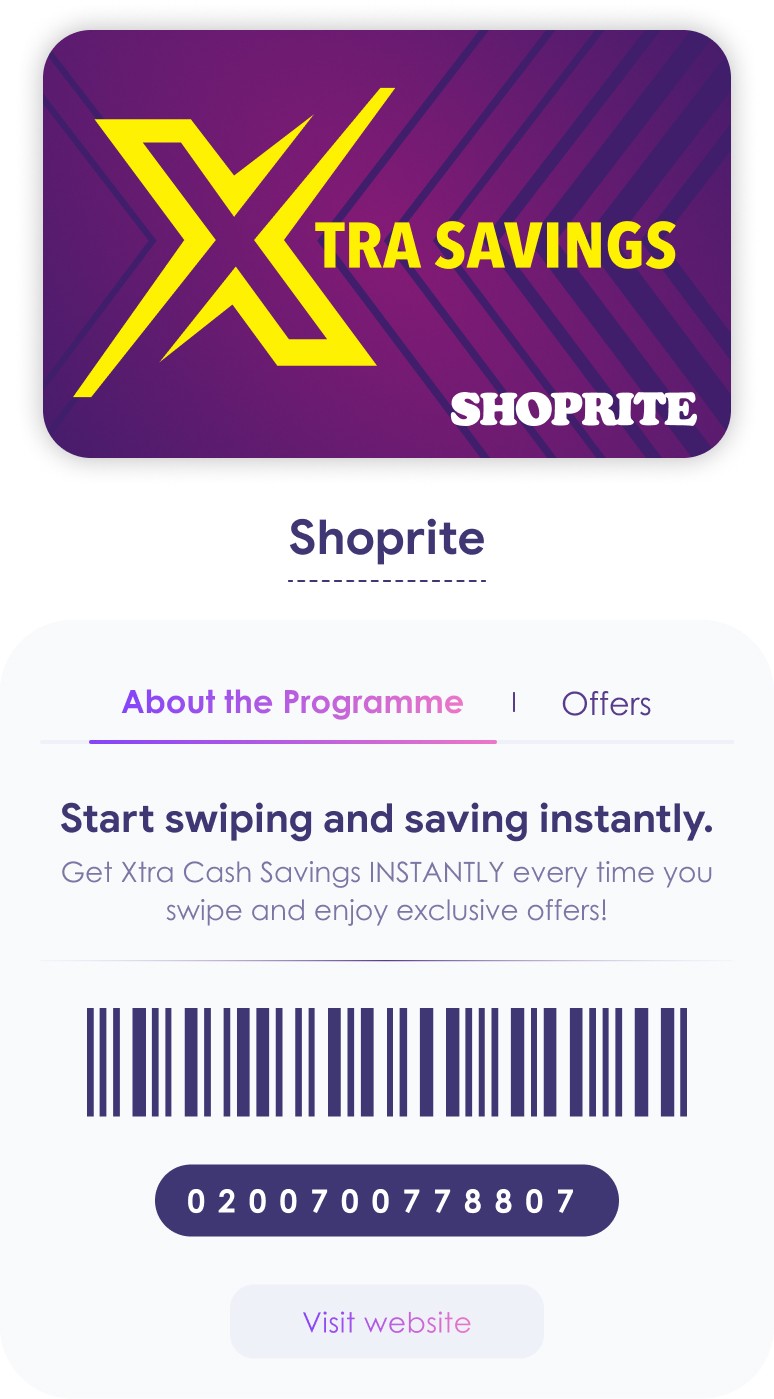 XTRA SAVINGS
SHOPRITE
Shoprite
About the Programme | Offers
Start swiping and saving instantly.
Get Xtra Cash Savings INSTANTLY every time you
swipe and enjoy exclusive offers!
0200700778807
Visit website